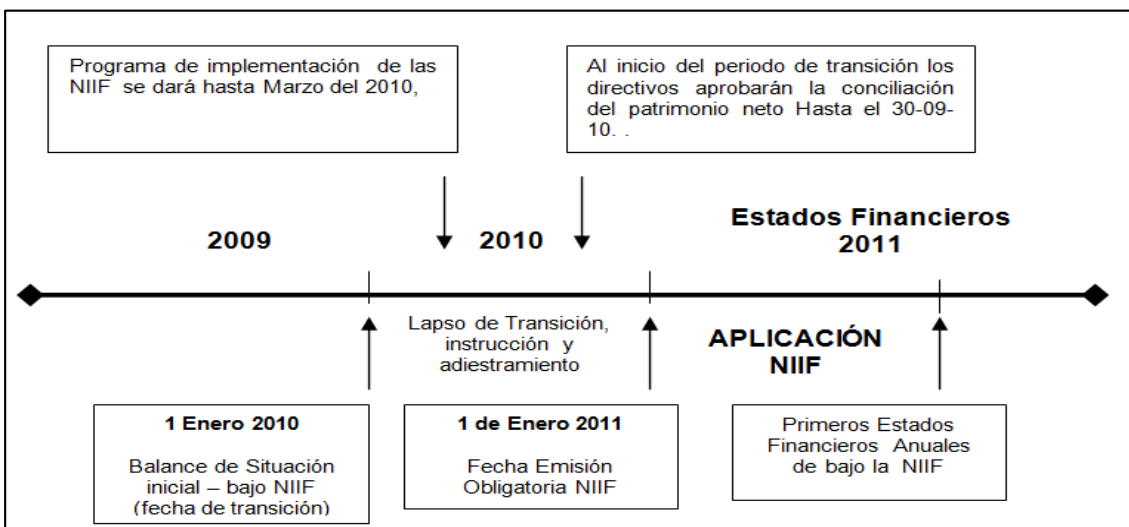 Programa de implementación de las
NIIF se dará hasta Marzo del 2010,
Al inicio del periodo de transición los
directivos aprobarán la conciliación
del patrimonio neto Hasta el 30-09-
10. .
2009
2010
Estados Financieros
2011
Lapso de Transición,
instrucción y
adiestramiento
APLICACIÓN
NIIF
1 Enero 2010
Balance de Situación
inicial – bajo NIIF
(fecha de transición)
1 de Enero 2011
Fecha Emisión
Obligatoria NIIF
Primeros Estados
Financieros Anuales
de bajo la NIIF